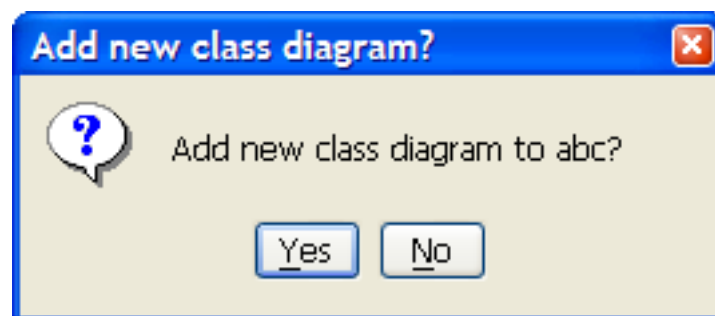 Add new class diagram?
?
Add new class diagram to abc?
Yes No